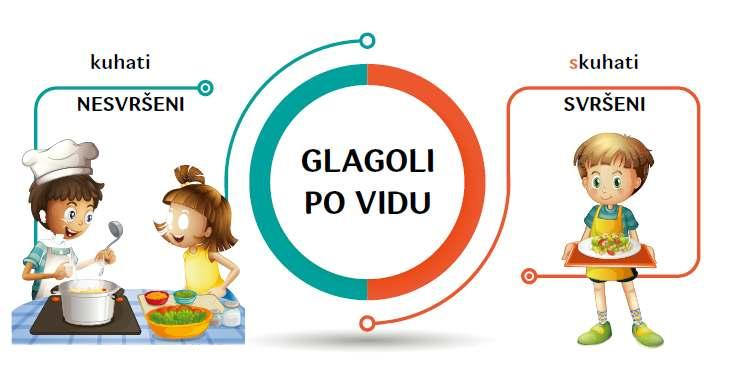 kuhati
NESVRŠENI
GLAGOLI
PO VIDU
skuhati
SVRŠENI